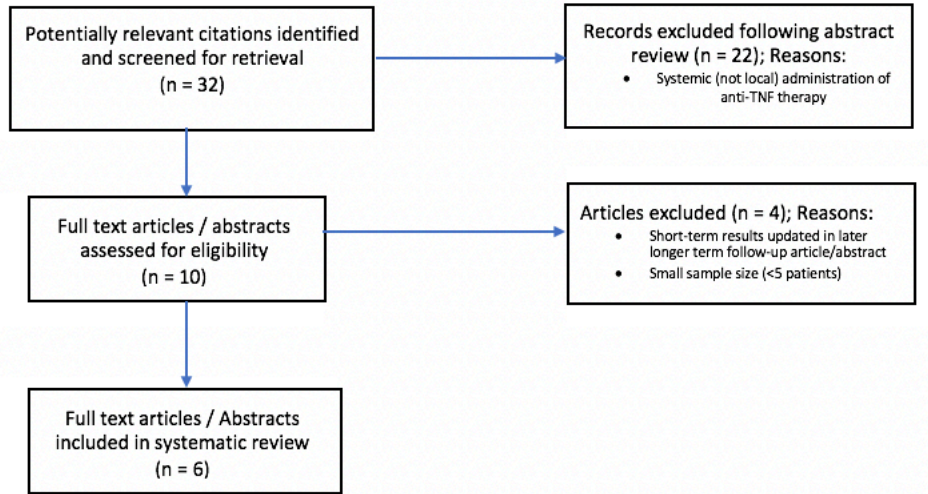 Potentially relevant citations identified
and screened for retrieval
(n = 32)
Records excluded following abstract
review (n = 22); Reasons:
• Systemic (not local) administration of
anti-TNF therapy
Full text articles / abstracts
assessed for eligibility
(n = 10)
Articles excluded (n = 4); Reasons:
• Short-term results updated in later
longer term follow-up article/abstract
• Small sample size (<5 patients)
Full text articles / Abstracts
included in systematic review
(n = 6)